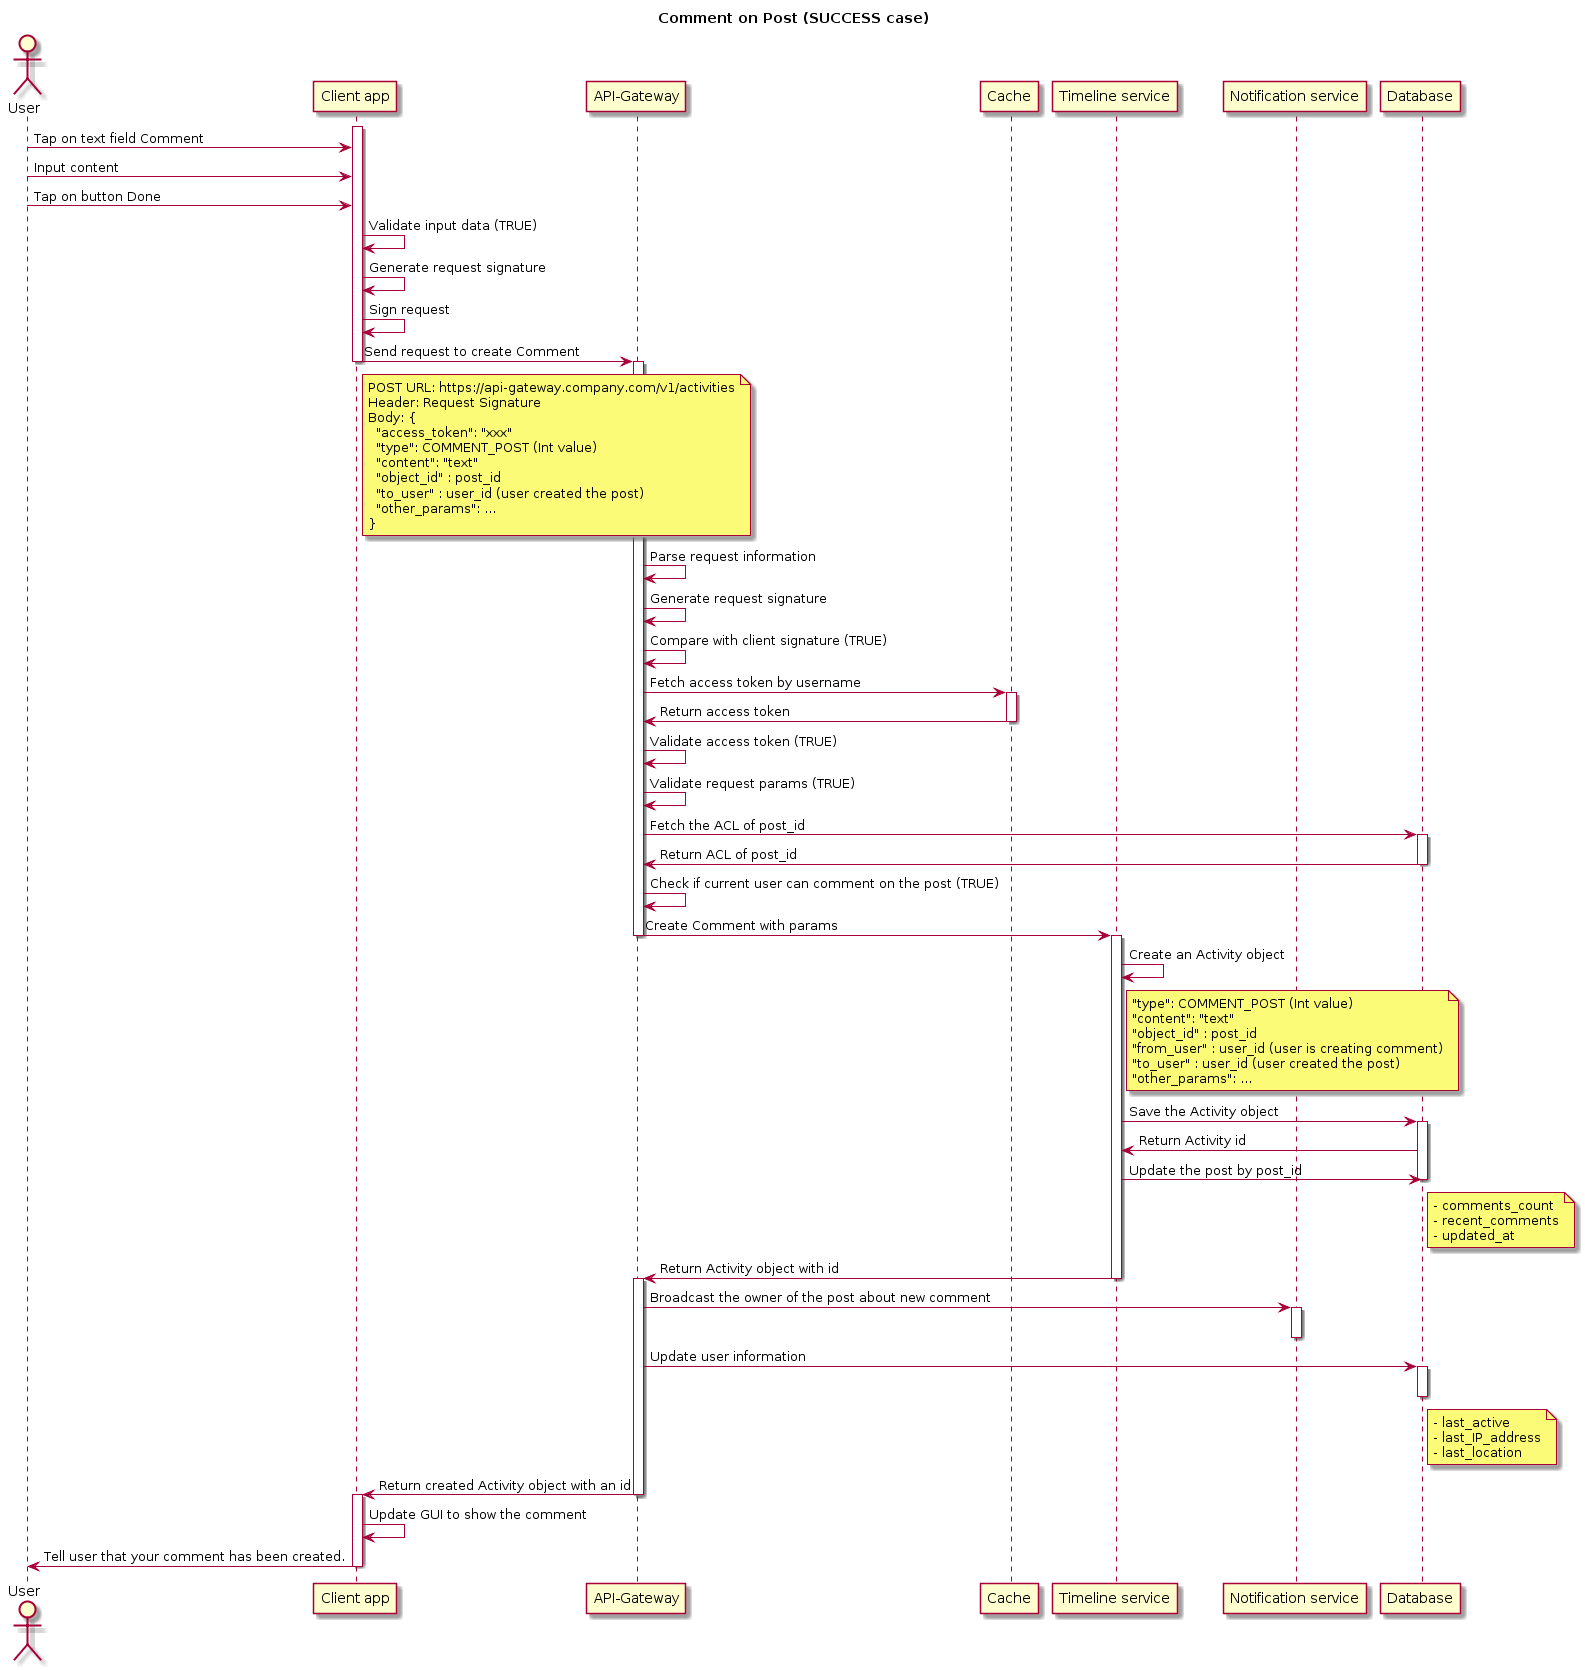 Comment on Post (SUCCESS case)
User
Client app
API-Gateway
Cache
Timeline service
Notification service
Database
Tap on text field Comment
Input content
Tap on button Done
Validate input data (TRUE)
Generate request signature
Sign request
Send request to create Comment
POST URL: https://api-gateway.company.com/v1/activities
Header: Request Signature
Body: {
"access_token": "xxx"
"type": COMMENT_POST (Int value)
"content": "text"
"object_id" : post_id
"to_user" : user_id (user created the post)
"other_params": ...
}
Parse request information
Generate request signature
Compare with client signature (TRUE)
Fetch access token by username
Return access token
Validate access token (TRUE)
Validate request params (TRUE)
Fetch the ACL of post_id
Return ACL of post_id
Check if current user can comment on the post (TRUE)
Create Comment with params
Create an Activity object
"type": COMMENT_POST (Int value)
"content": "text"
"object_id" : post_id
"from_user" : user_id (user is creating comment)
"to_user" : user_id (user created the post)
"other_params": ...
Save the Activity object
Return Activity id
Update the post by post_id
- comments_count
- recent_comments
- updated_at
Return Activity object with id
Broadcast the owner of the post about new comment
Update user information
- last_active
- last_IP_address
- last_location
Return created Activity object with an id
Update GUI to show the comment
Tell user that your comment has been created.
User
Client app
API-Gateway
Cache
Timeline service
Notification service
Database